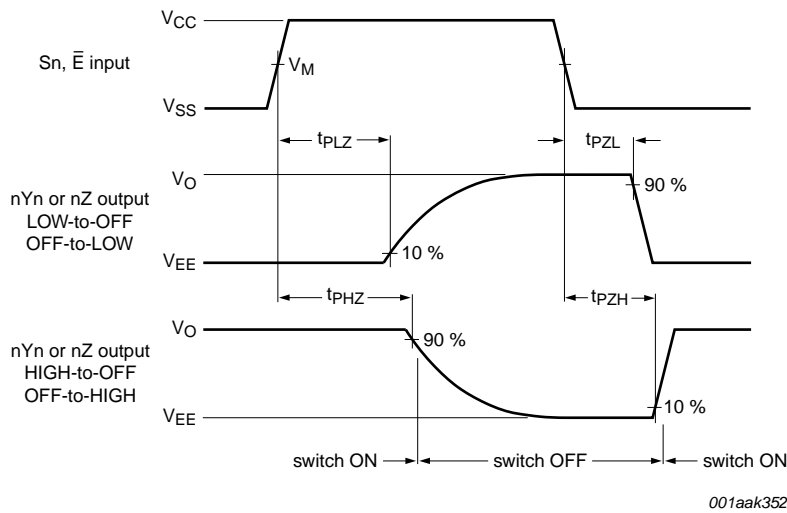 VCC
Sn, E̅ input
VM
VSS
tPLZ
tPZL
VO
nYn or nZ output
LOW-to-OFF
OFF-to-LOW
90 %
10 %
VEE
tPHZ
tPZH
VO
nYn or nZ output
HIGH-to-OFF
OFF-to-HIGH
90 %
10 %
VEE
switch ON
switch OFF
switch ON
001aak352